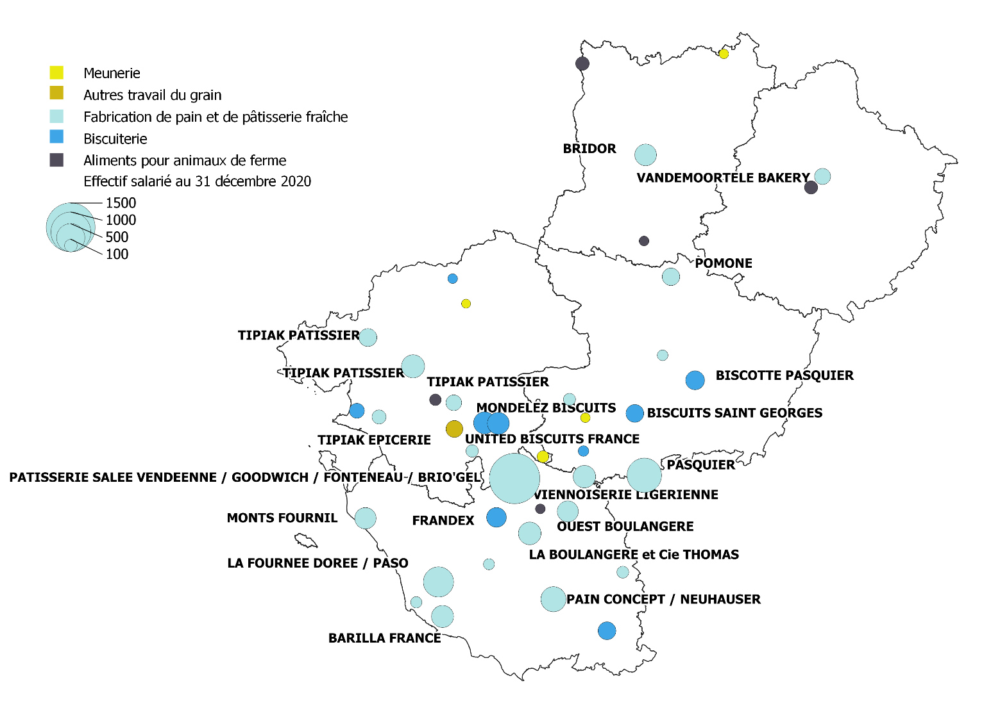 Meunerie
Autres travail du grain
Fabrication de pain et de pâtisserie fraîche
Biscuiterie
Aliments pour animaux de ferme
Effectif salarié au 31 décembre 2020
1500
1000
500
100
BRIDOR
VANDEMOORTELE BAKERY
POMONE
TIPIAK PATISSIER
TIPIAK PATISSIER
TIPIAK PATISSIER
BISCOTTE PASQUIER
MONDELEZ BISCUITS
BISCUITS SAINT GEORGES
TIPIAK EPICERIE
UNITED BISCUITS FRANCE
PASQUIER
PATISSERIE SALEE VENDEENNE / GOODWICH / FONTENEAU / BRIO'GEL
VIENNOISERIE LIGERIENNE
MONTS FOURNIL
FRANDEX
OUEST BOULANGERE
LA BOULANGERE et Cie THOMAS
LA FOURNEE DOREE / PASO
PAIN CONCEPT / NEUHAUSER
BARILLA FRANCE